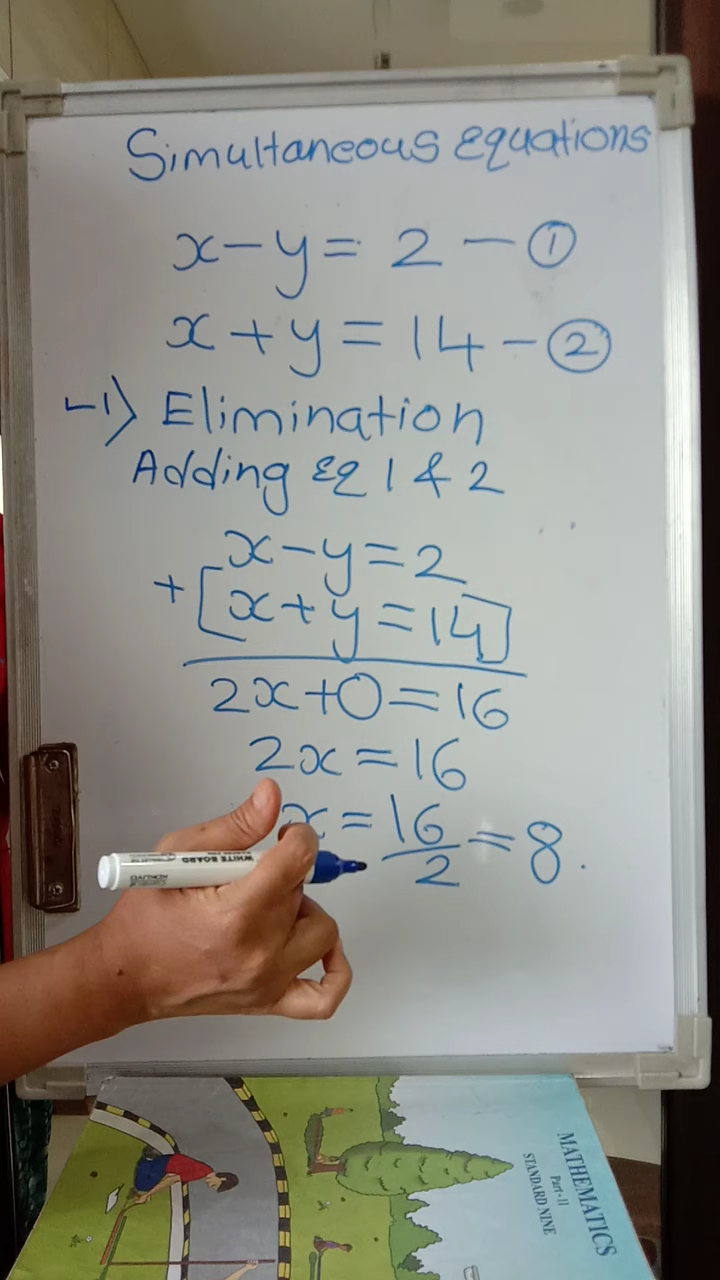 Simultaneous equations
x - y = 2 - ①
x + y = 14 - ②
-1) Elimination
Adding Eq 1 & 2
x - y = 2
+ [x + y = 14]
2x + 0 = 16
2x = 16
x = 16/2 = 8.
WHITE BOARD
MATHEMATICS
Part - II
STANDARD NINE